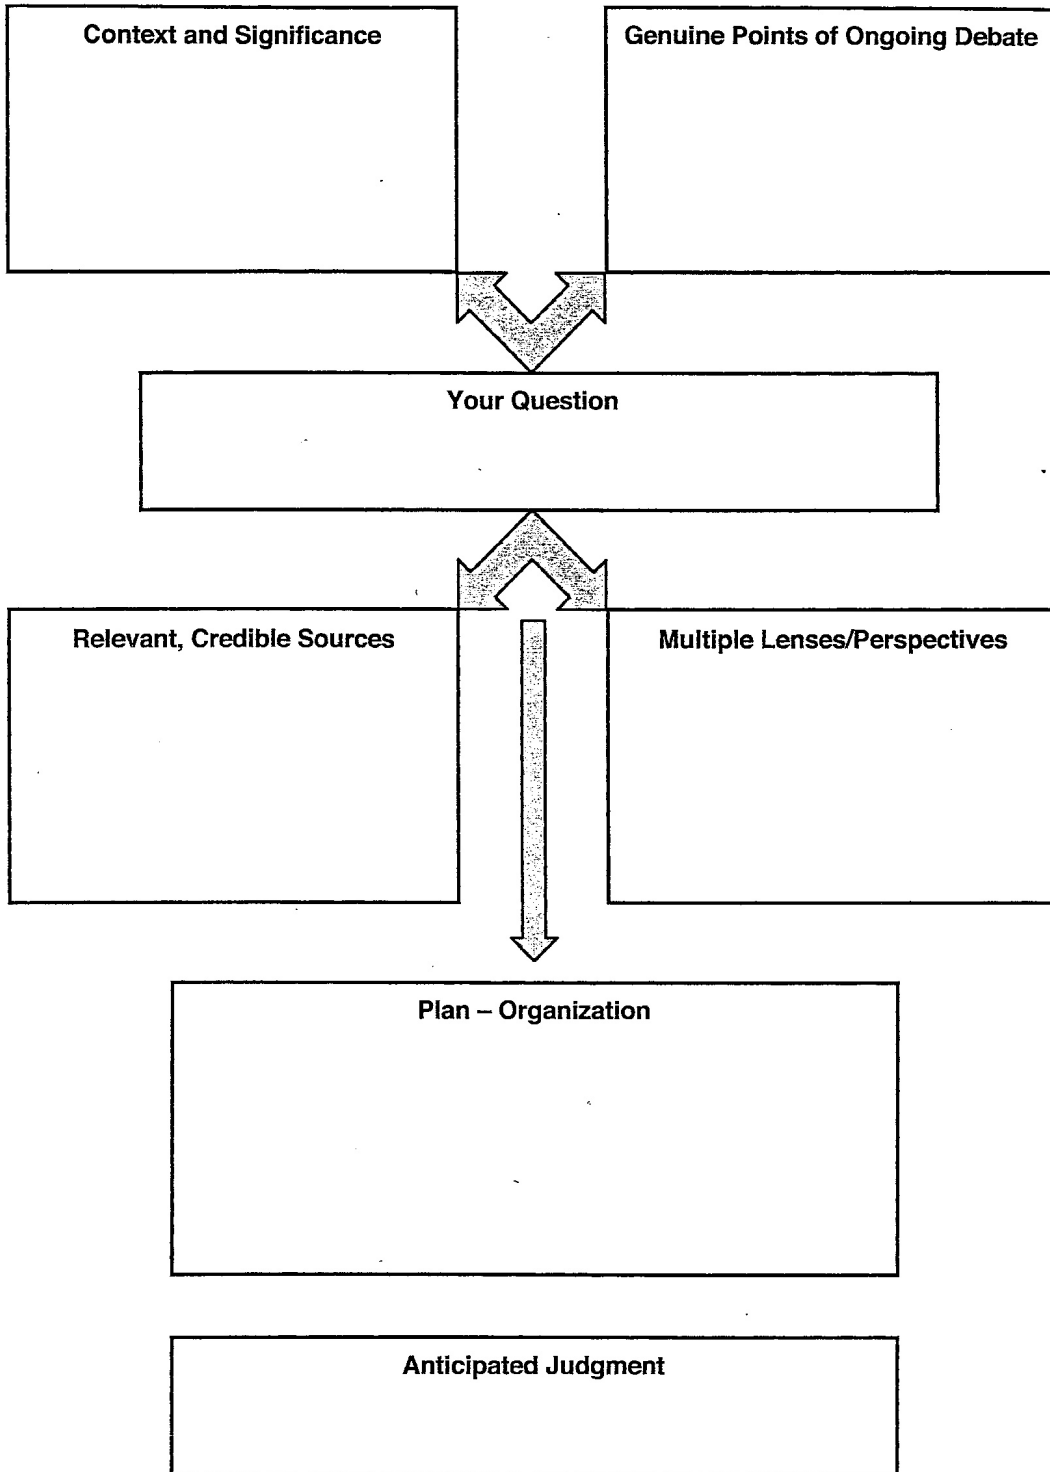 Context and Significance
Genuine Points of Ongoing Debate
Your Question
Relevant, Credible Sources
Multiple Lenses/Perspectives
Plan – Organization
Anticipated Judgment